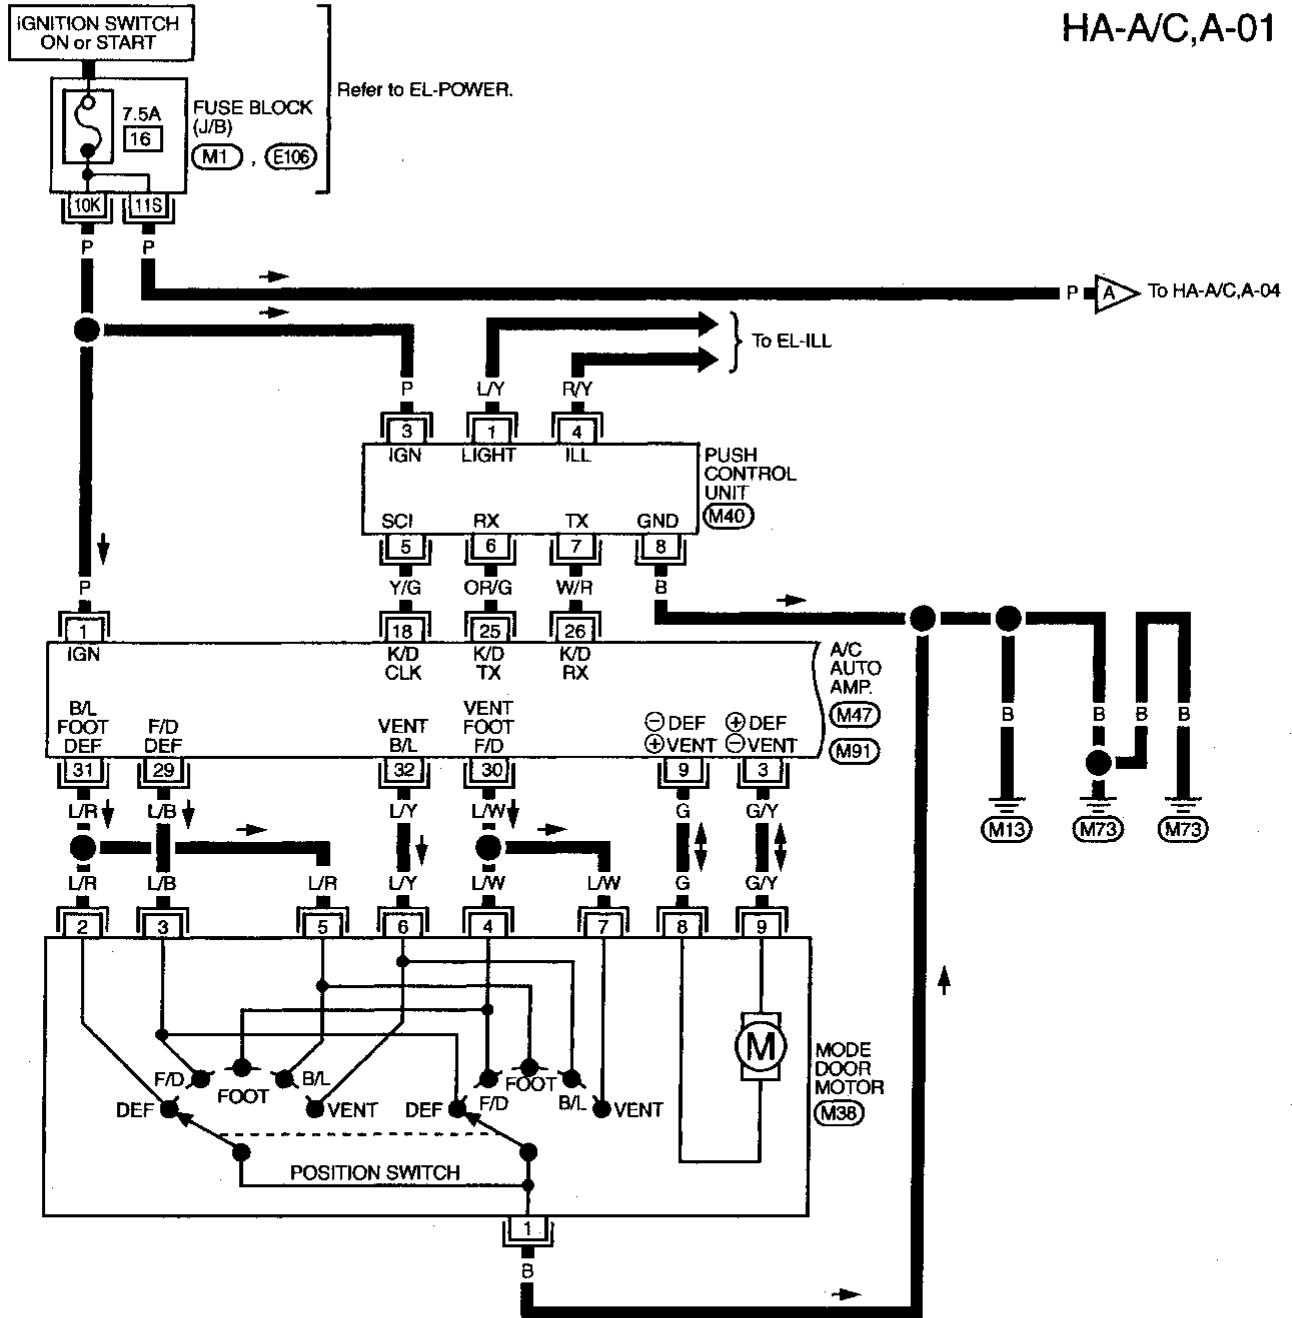 HA-A/C,A-01
IGNITION SWITCH
ON or START
Refer to EL-POWER.
7.5A
16
FUSE BLOCK
(J/B)
M1 , E106
10K 11S
P P
P A To HA-A/C,A-04
To EL-ILL
P L/Y R/Y
3 1 4
IGN LIGHT ILL
PUSH
CONTROL
UNIT
M40
SCI RX TX GND
5 6 7 8
P Y/G OR/G W/R B
1 18 25 26
IGN K/D K/D K/D
CLK TX RX
A/C
AUTO
AMP.
M47
M91
B/L
FOOT
DEF
F/D
DEF
VENT
B/L
VENT
FOOT
F/D
⊖ DEF
⊕ VENT
⊕ DEF
⊖ VENT
31 29 32 30 9 3
B B B B
M13 M73 M73
L/R L/B L/Y L/W G G/Y
L/R L/B L/R L/Y L/W L/W G G/Y
2 3 5 6 4 7 8 9
M
MODE
DOOR
MOTOR
M38
F/D FOOT B/L
DEF VENT
FOOT
F/D B/L
DEF VENT
POSITION SWITCH
1
B